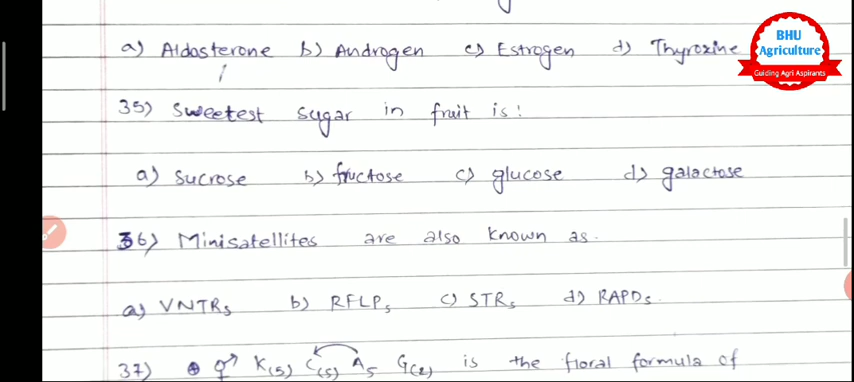 a) Aldosterone b) Androgen c) Estrogen d) Thyroxine
BHU
Agriculture
Guiding Agri Aspirants
35) Sweetest sugar in fruit is :
a) Sucrose b) fructose c) glucose d) galactose
36) Minisatellites are also known as.
a) VNTRs b) RFLPs c) STRs d) RAPDs.
37) ⊕ ⚥ K(5) C(5) A5 G(2) is the floral formula of